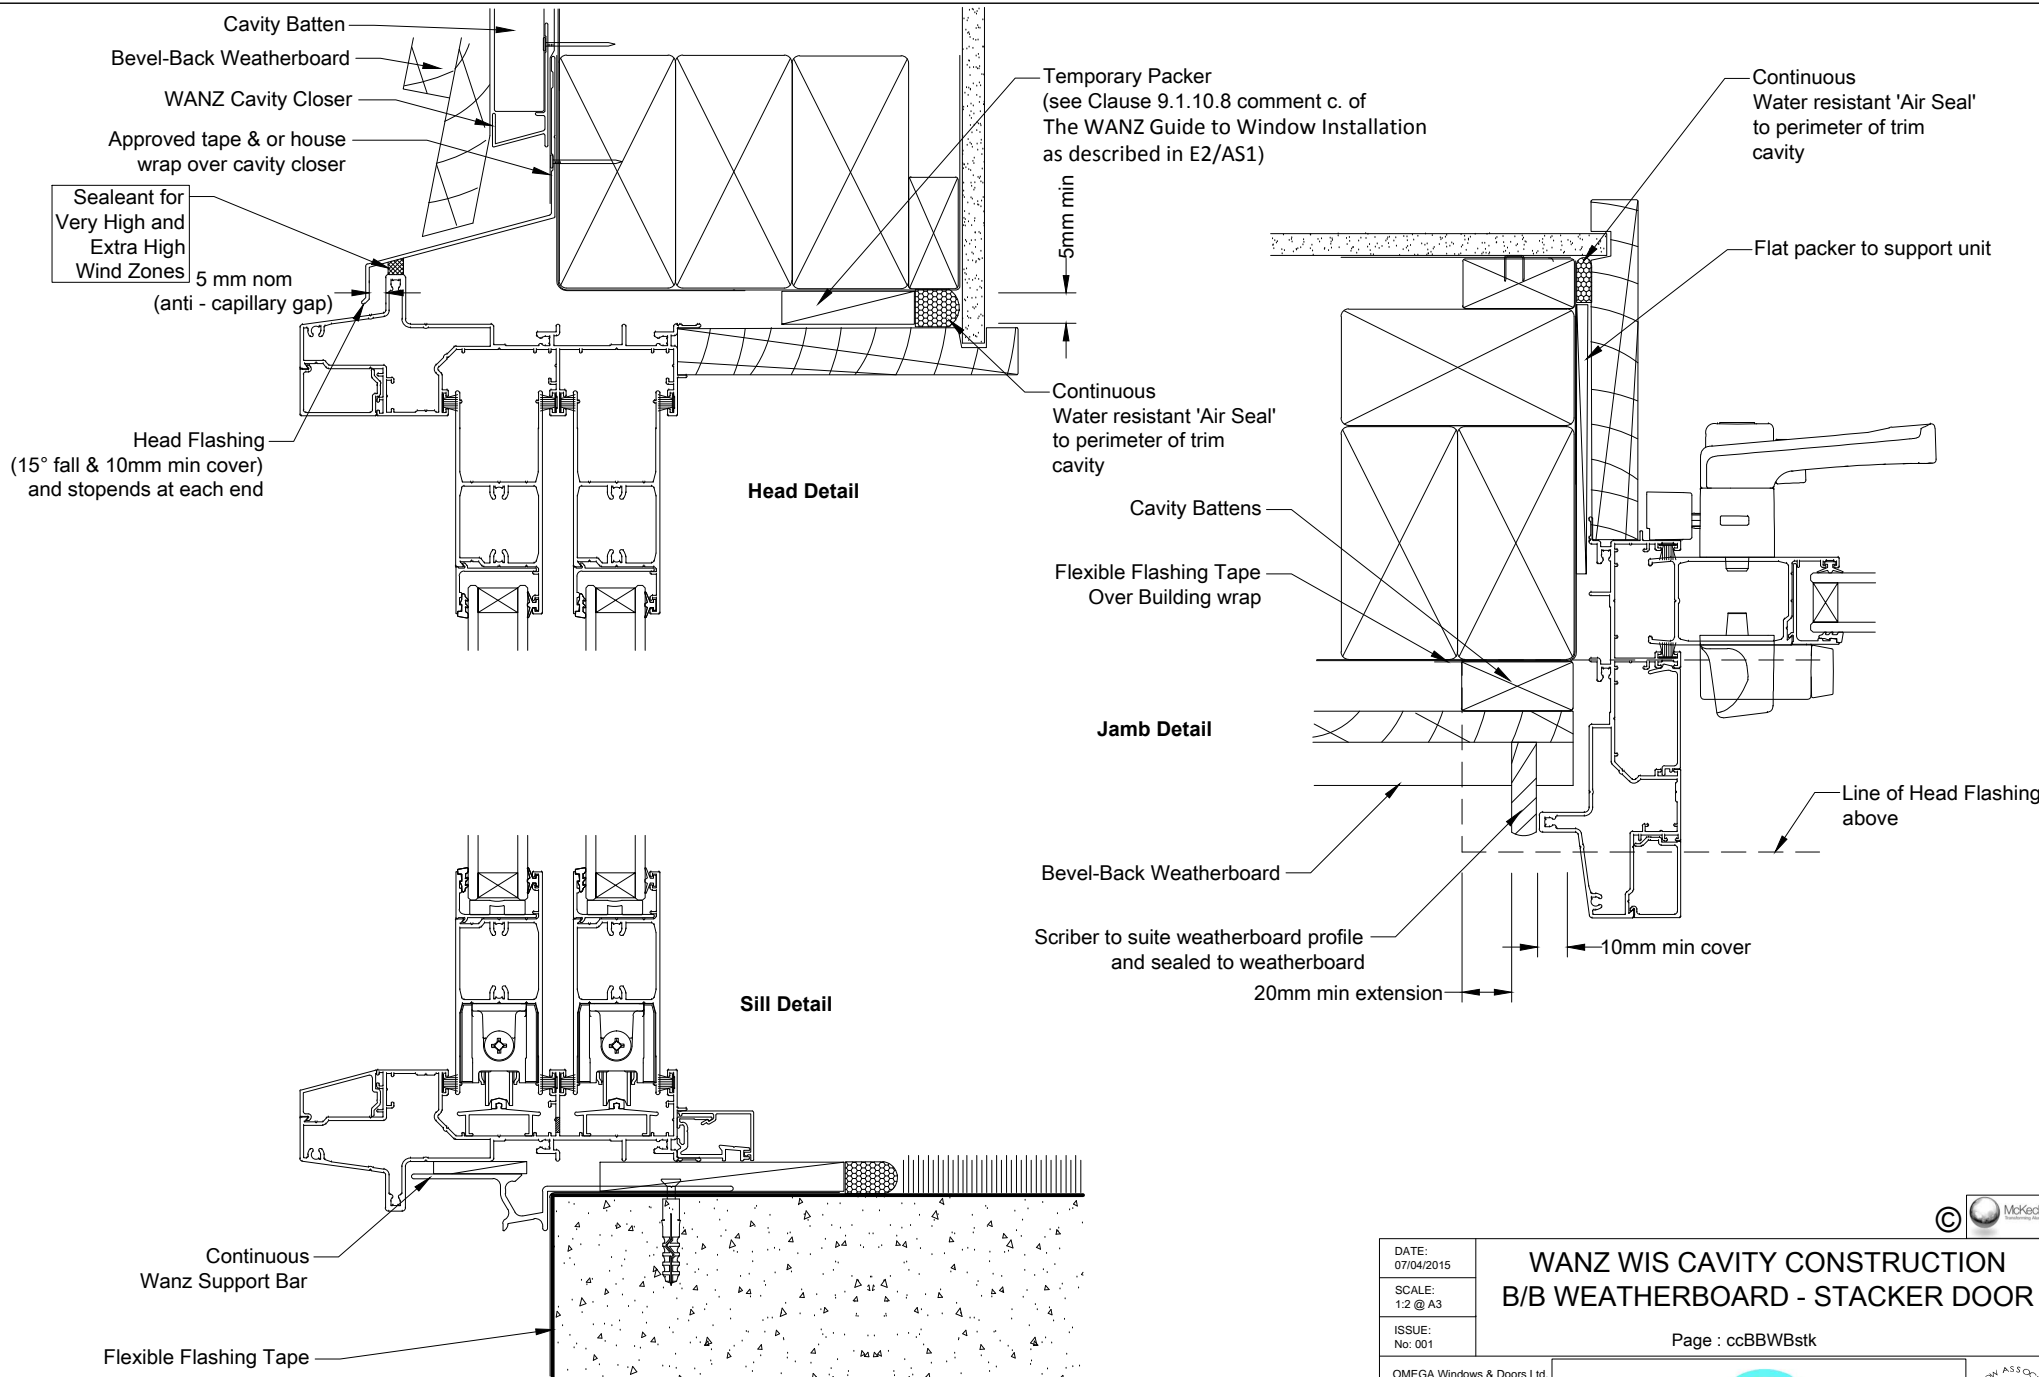 Cavity Batten
Bevel-Back Weatherboard
WANZ Cavity Closer
Approved tape & or house
wrap over cavity closer
Sealeant for
Very High and
Extra High
Wind Zones
5 mm nom
(anti - capillary gap)
Head Flashing
(15° fall & 10mm min cover)
and stopends at each end
Temporary Packer
(see Clause 9.1.10.8 comment c. of
The WANZ Guide to Window Installation
as described in E2/AS1)
5mm min
Continuous
Water resistant 'Air Seal'
to perimeter of trim
cavity
Head Detail
Continuous
Water resistant 'Air Seal'
to perimeter of trim
cavity
Flat packer to support unit
Cavity Battens
Flexible Flashing Tape
Over Building wrap
Jamb Detail
Line of Head Flashing
above
Bevel-Back Weatherboard
Scriber to suite weatherboard profile
and sealed to weatherboard
10mm min cover
20mm min extension
Sill Detail
Continuous
Wanz Support Bar
Flexible Flashing Tape
©
DATE:
07/04/2015
SCALE:
1:2 @ A3
ISSUE:
No: 001
WANZ WIS CAVITY CONSTRUCTION
B/B WEATHERBOARD - STACKER DOOR
Page : ccBBWBstk
OMEGA Windows & Doors Ltd.